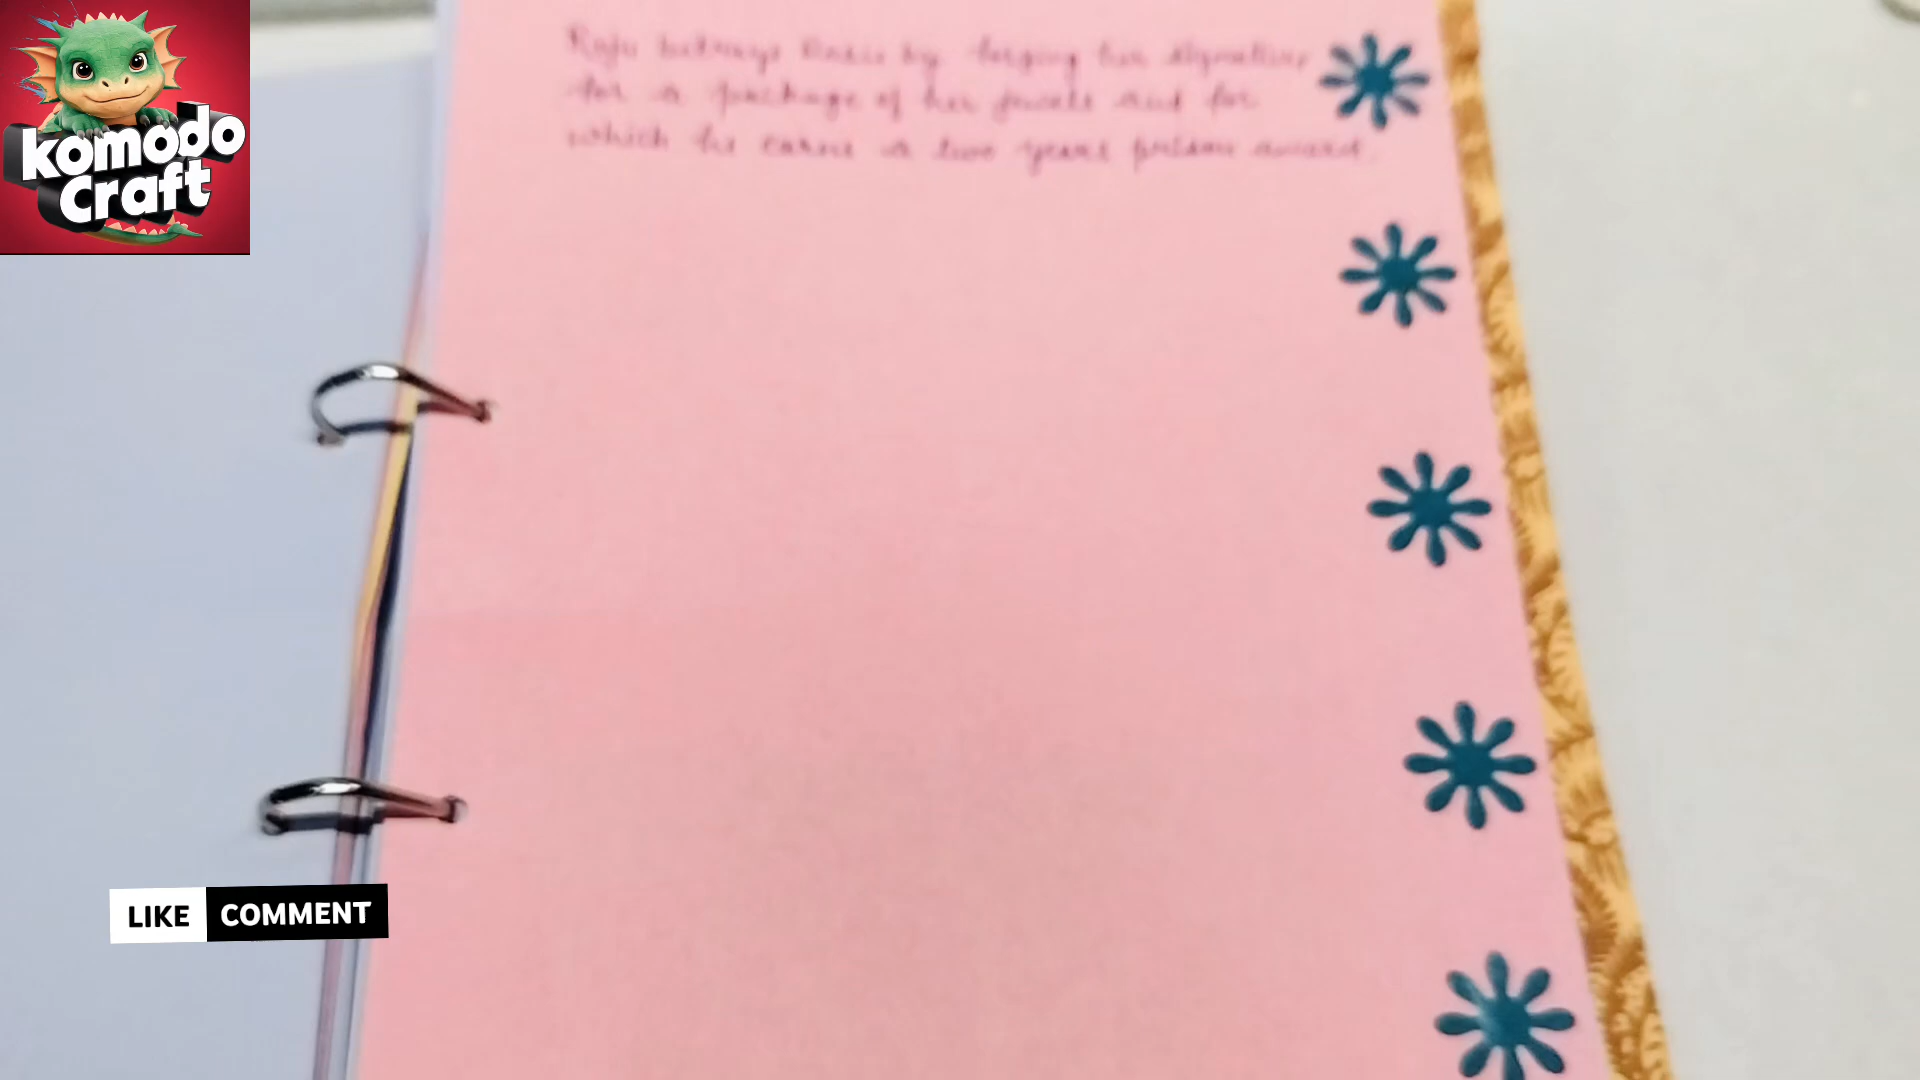 komodo
Craft
Raju betrays Rosie by forging her signature
for a package of her jewels and for
which he earns a two years prison award.
LIKE COMMENT